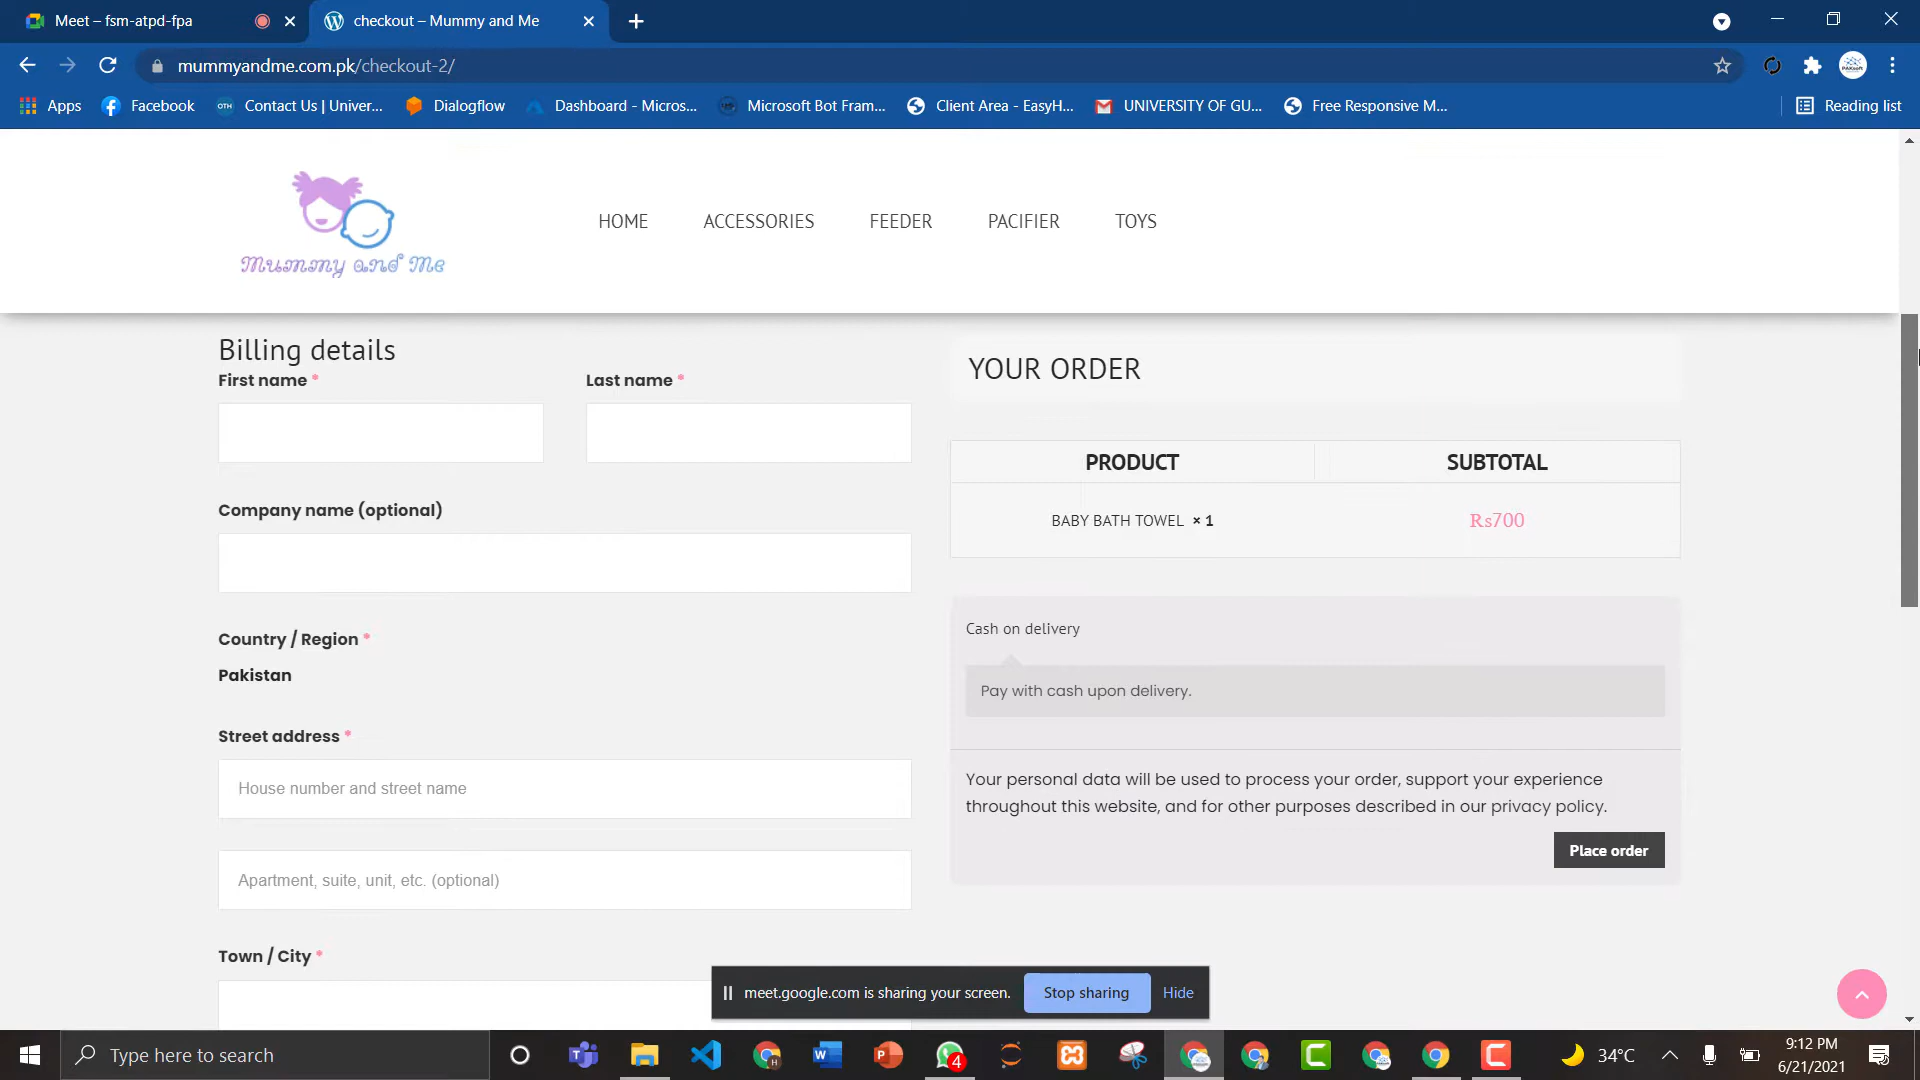 Meet – fsm-atpd-fpa
checkout – Mummy and Me
mummyandme.com.pk/checkout-2/
Apps
Facebook
Contact Us | Univer...
Dialogflow
Dashboard - Micros...
Microsoft Bot Fram...
Client Area - EasyH...
UNIVERSITY OF GU...
Free Responsive M...
Reading list
Mummy and Me
HOME
ACCESSORIES
FEEDER
PACIFIER
TOYS
Billing details
First name *
Last name *
Company name (optional)
Country / Region *
Pakistan
Street address *
House number and street name
Apartment, suite, unit, etc. (optional)
Town / City *
YOUR ORDER
PRODUCT
SUBTOTAL
BABY BATH TOWEL × 1
₨700
Cash on delivery
Pay with cash upon delivery.
Your personal data will be used to process your order, support your experience
throughout this website, and for other purposes described in our privacy policy.
Place order
meet.google.com is sharing your screen.
Stop sharing
Hide
Type here to search
4
34°C
9:12 PM
6/21/2021